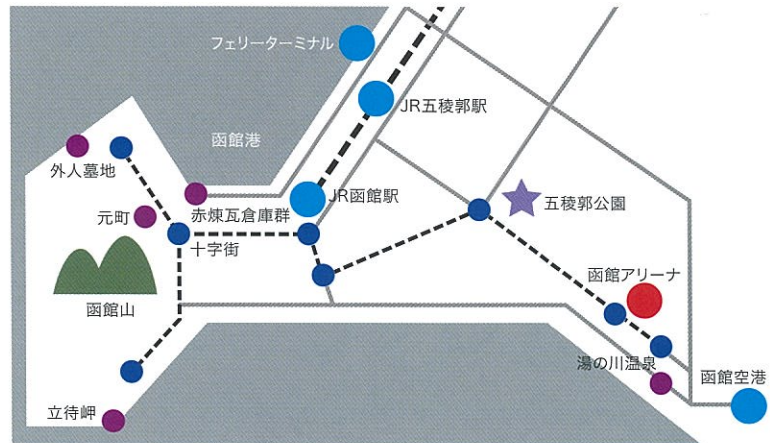 フェリーターミナル
JR五稜郭駅
函館港
外人墓地
JR函館駅
赤煉瓦倉庫群
五稜郭公園
元町
十字街
函館アリーナ
函館山
湯の川温泉
函館空港
立待岬